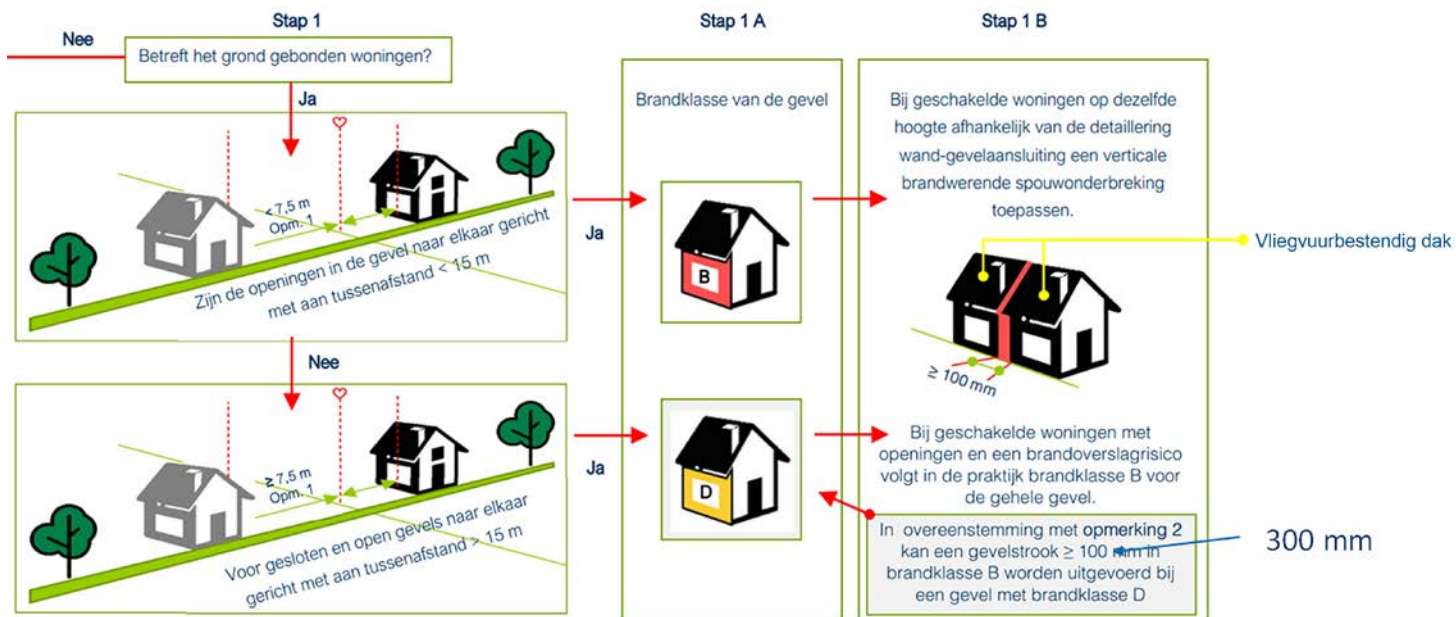 Stap 1
Stap 1 A
Stap 1 B
Nee
Betreft het grond gebonden woningen?
Ja
< 7,5 m
Opm. 1
Zijn de openingen in de gevel naar elkaar gericht
met aan tussenafstand < 15 m
Ja
Nee
≥ 7,5 m
Opm. 1
Voor gesloten en open gevels naar elkaar
gericht met aan tussenafstand > 15 m
Ja
Brandklasse van de gevel
B
D
Bij geschakelde woningen op dezelfde
hoogte afhankelijk van de detaillering
wand-gevelaansluiting een verticale
brandwerende spouwonderbreking
toepassen.
Vliegvuurbestendig dak
≥ 100 mm
Bij geschakelde woningen met
openingen en een brandoverslagrisico
volgt in de praktijk brandklasse B voor
de gehele gevel.
In overeenstemming met opmerking 2
kan een gevelstrook ≥ 100 mm in
brandklasse B worden uitgevoerd bij
een gevel met brandklasse D
300 mm